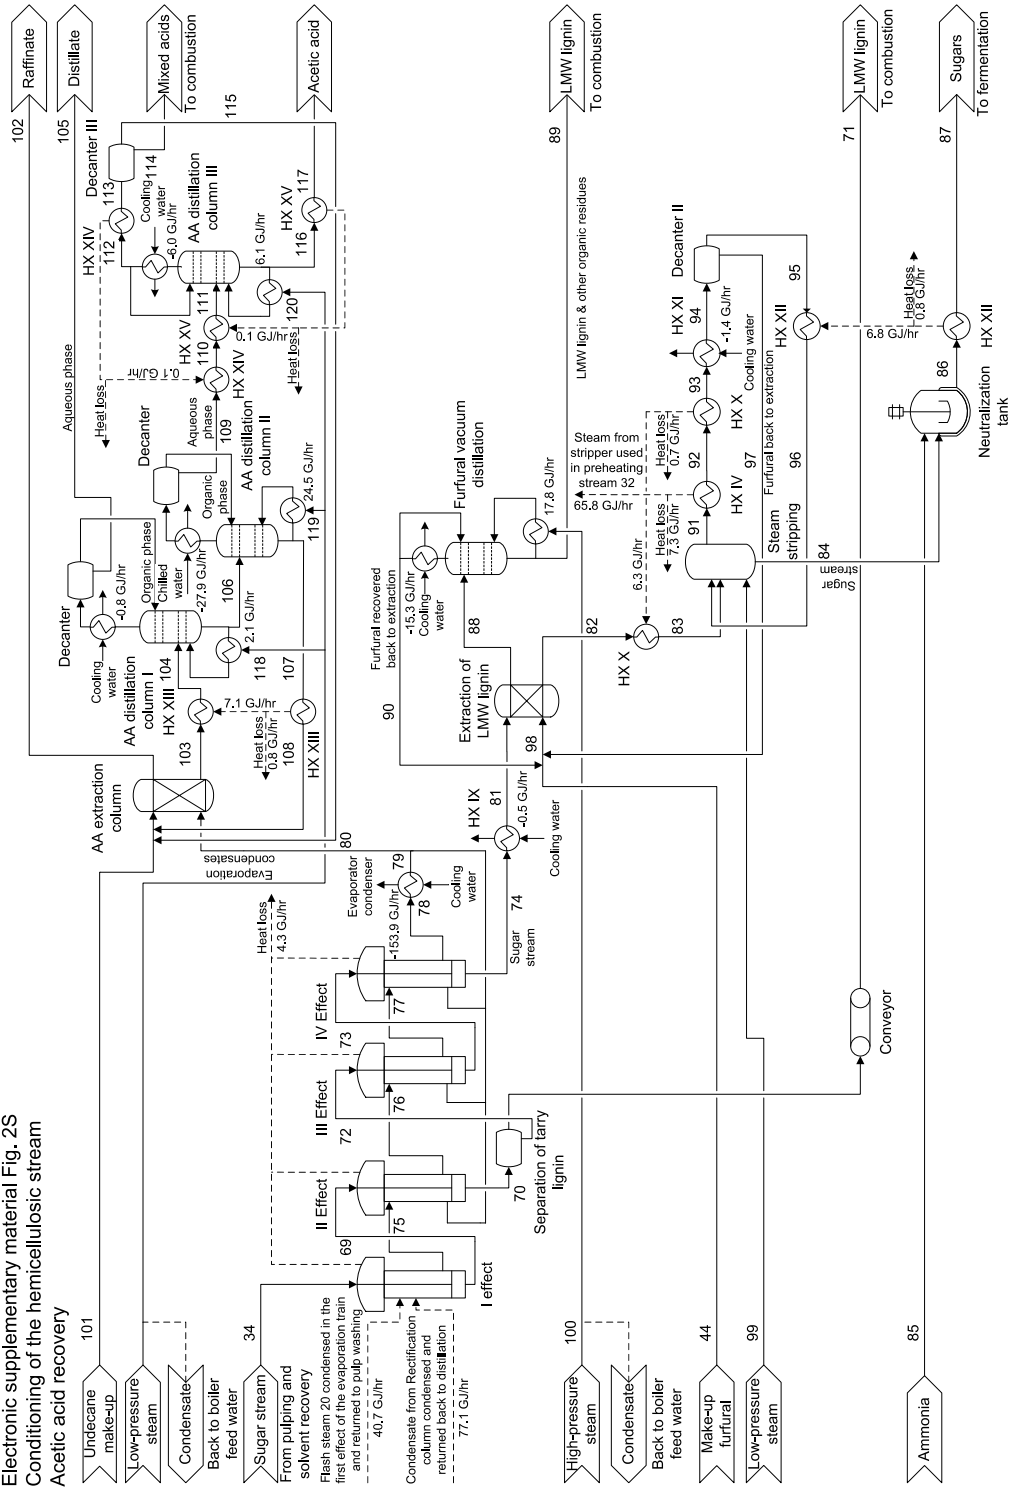 Electronic supplementary material Fig. 2S
Conditioning of the hemicellulosic stream
Acetic acid recovery
Undecane
make-up
101
Low-pressure
steam
Condensate
Back to boiler
feed water
Sugar stream
34
From pulping and
solvent recovery
Flash steam 20 condensed in the
first effect of the evaporation train
and returned to pulp washing
40,7 GJ/hr
Condensate from Rectification
column condensed and
returned back to distillation
77.1 GJ/hr
High-pressure
steam
100
Condensate
Back to boiler
feed water
Make-up
furfural
44
Low-pressure
steam
99
Ammonia
85
I effect
69
II Effect
75
70
Separation of tarry
lignin
72
III Effect
76
73
IV Effect
77
Heat loss
4.3 GJ/hr
-153.9 GJ/hr
Evaporator
condenser
78
79
Cooling
water
Sugar
stream
74
Evaporation
condensates
80
HX IX
81
-0.5 GJ/hr
Cooling water
Conveyor
AA extraction
column
102
Raffinate
103
HX XIII
104
7.1 GJ/hr
Heat loss
0.8 GJ/hr
108
HX XIII
107
AA distillation
column I
Cooling
water
Decanter
-0.8 GJ/hr
Organic phase
Chilled
water
-27.9 GJ/hr
2.1 GJ/hr
118
106
Aqueous phase
105
Distillate
Decanter
Organic phase
AA distillation
column II
24.5 GJ/hr
119
Aqueous
phase
109
HX XIV
110
HX XV
111
0.1 GJ/hr
Heat loss
0.1 GJ/hr
Heat loss
HX XIV
112
113
Decanter III
114
Cooling
water
-6.0 GJ/hr
AA distillation
column III
6.1 GJ/hr
120
116
HX XV
117
115
Mixed acids
To combustion
Acetic acid
Extraction of
LMW lignin
98
90
Furfural recovered
back to extraction
88
-15.3 GJ/hr
Cooling
water
Furfural vacuum
distillation
17.8 GJ/hr
LMW lignin & other organic residues
89
LMW lignin
To combustion
82
HX X
83
6.3 GJ/hr
Steam from
stripper used
in preheating
stream 32
65.8 GJ/hr
Heat loss
7.3 GJ/hr
Heat loss
0.7 GJ/hr
Steam
stripping
91
HX IV
92
HX X
93
HX XI
94
-1.4 GJ/hr
Cooling water
Decanter II
95
HX XII
96
97
Furfural back to extraction
84
Sugar
stream
6.8 GJ/hr
Heat loss
0.8 GJ/hr
HX XII
86
Neutralization
tank
71
LMW lignin
To combustion
87
Sugars
To fermentation